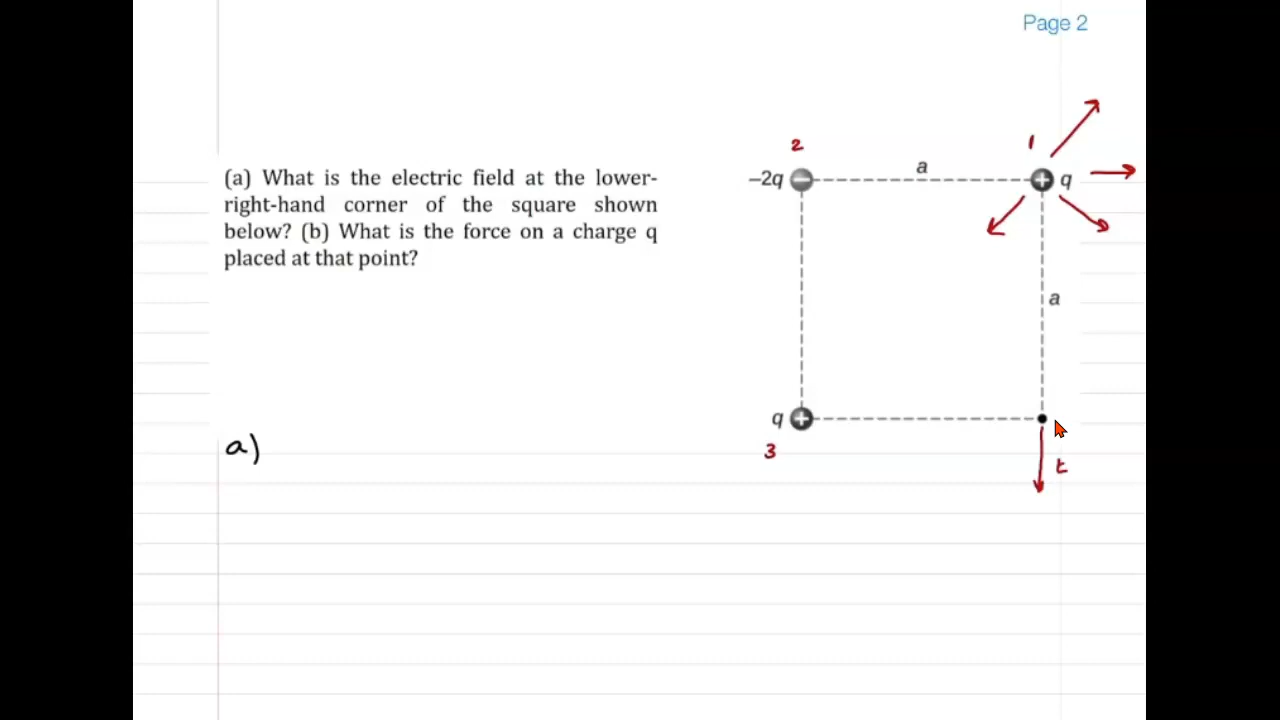 Page 2
(a) What is the electric field at the lower-
right-hand corner of the square shown
below? (b) What is the force on a charge q
placed at that point?
2
1
−2q
a
q
a
q
3
a)